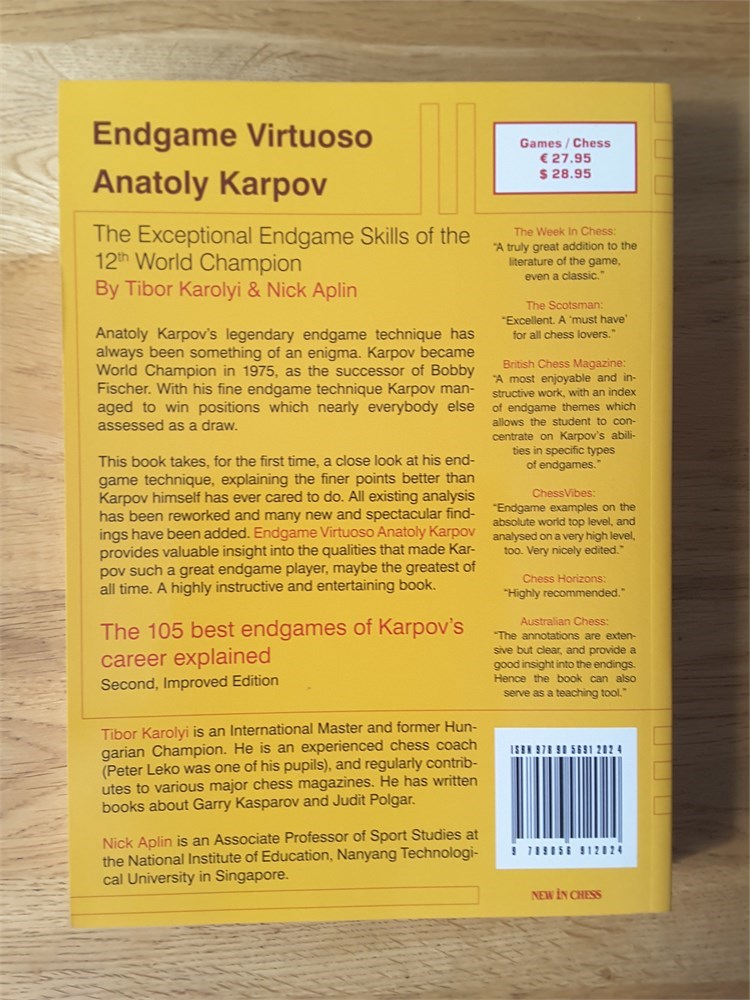 Endgame Virtuoso
Anatoly Karpov
The Exceptional Endgame Skills of the
12th World Champion
By Tibor Karolyi & Nick Aplin
Anatoly Karpov's legendary endgame technique has
always been something of an enigma. Karpov became
World Champion in 1975, as the successor of Bobby
Fischer. With his fine endgame technique Karpov man-
aged to win positions which nearly everybody else
assessed as a draw.
This book takes, for the first time, a close look at his end-
game technique, explaining the finer points better than
Karpov himself has ever cared to do. All existing analysis
has been reworked and many new and spectacular find-
ings have been added. Endgame Virtuoso Anatoly Karpov
provides valuable insight into the qualities that made Kar-
pov such a great endgame player, maybe the greatest of
all time. A highly instructive and entertaining book.
The 105 best endgames of Karpov's
career explained
Second, Improved Edition
Tibor Karolyi is an International Master and former Hun-
garian Champion. He is an experienced chess coach
(Peter Leko was one of his pupils), and regularly contrib-
utes to various major chess magazines. He has written
books about Garry Kasparov and Judit Polgar.
Nick Aplin is an Associate Professor of Sport Studies at
the National Institute of Education, Nanyang Technologi-
cal University in Singapore.
Games / Chess
€ 27.95
$ 28.95
The Week In Chess:
"A truly great addition to the
literature of the game,
even a classic."
The Scotsman:
"Excellent. A 'must have'
for all chess lovers."
British Chess Magazine:
"A most enjoyable and in-
structive work, with an index
of endgame themes which
allows the student to con-
centrate on Karpov's abili-
ties in specific types
of endgames."
ChessVibes:
"Endgame examples on the
absolute world top level, and
analysed on a very high level,
too. Very nicely edited."
Chess Horizons:
"Highly recommended."
Australian Chess:
"The annotations are exten-
sive but clear, and provide a
good insight into the endings.
Hence the book can also
serve as a teaching tool."
ISBN 978 90 5691 202 4
9 789056 912024
NEW IN CHESS